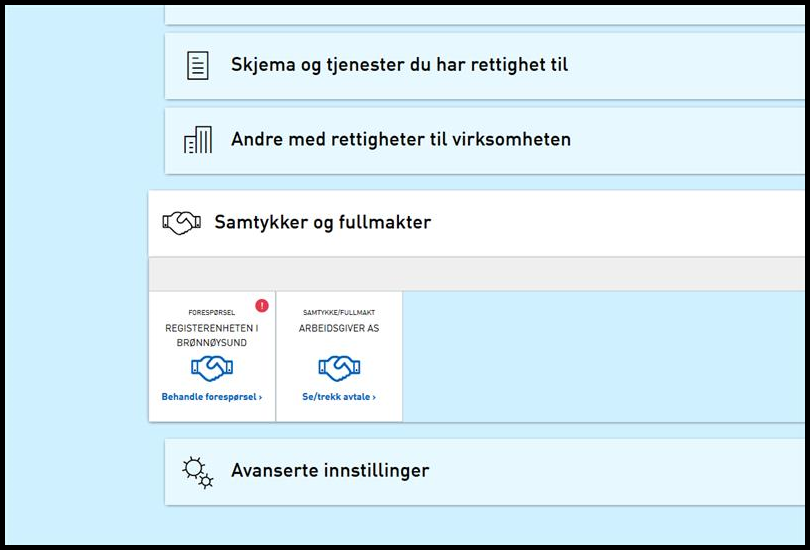 Skjema og tjenester du har rettighet til
Andre med rettigheter til virksomheten
Samtykker og fullmakter
FORESPØRSEL
!
REGISTERENHETEN I
BRØNNØYSUND
Behandle forespørsel ›
SAMTYKKE/FULLMAKT
ARBEIDSGIVER AS
Se/trekk avtale ›
Avanserte innstillinger